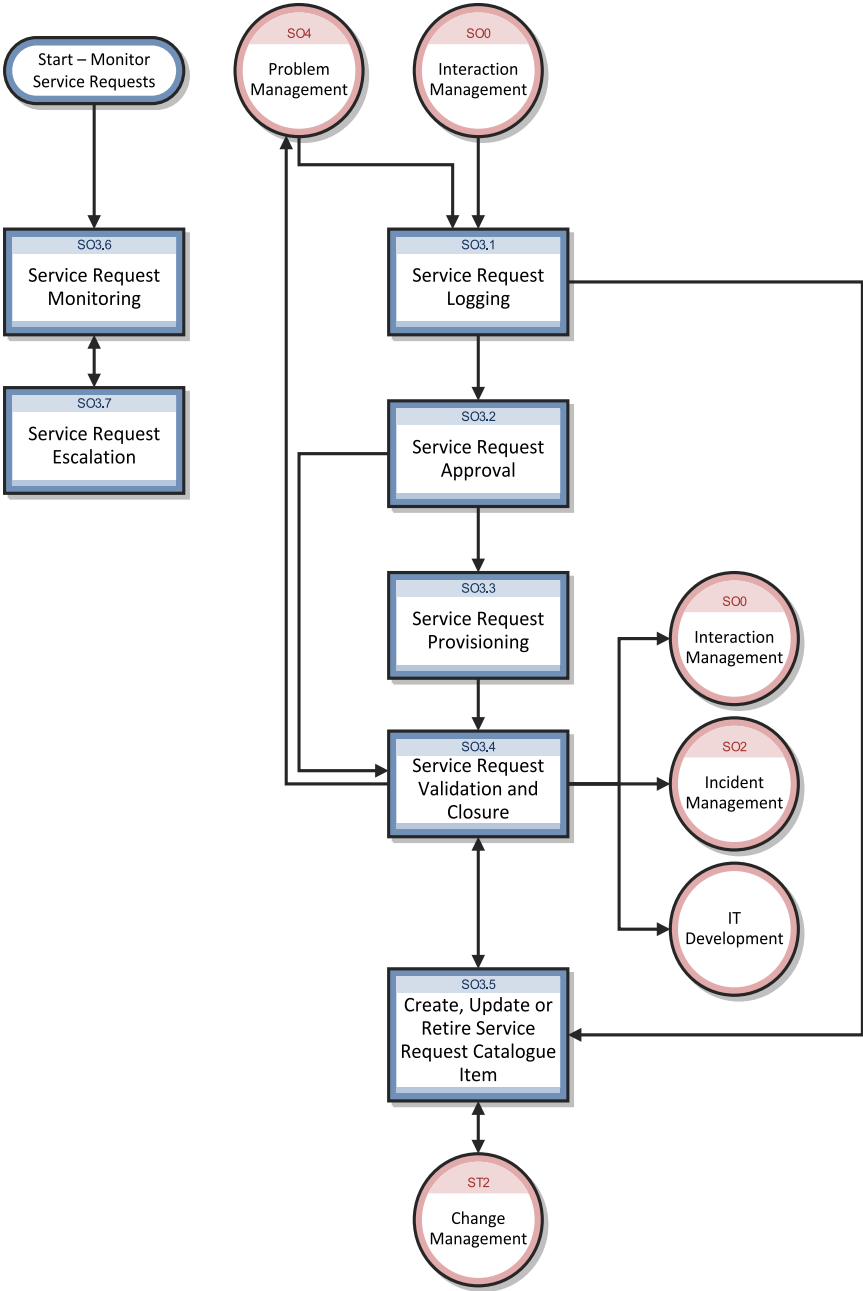 Start – Monitor
Service Requests
SO4
Problem
Management
SO0
Interaction
Management
SO3.6
Service Request
Monitoring
SO3.7
Service Request
Escalation
SO3.1
Service Request
Logging
SO3.2
Service Request
Approval
SO3.3
Service Request
Provisioning
SO3.4
Service Request
Validation and
Closure
SO0
Interaction
Management
SO2
Incident
Management
IT
Development
SO3.5
Create, Update or
Retire Service
Request Catalogue
Item
ST2
Change
Management